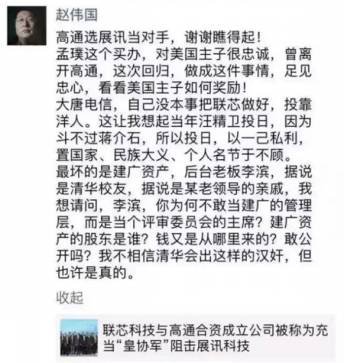 赵伟国
高通选展讯当对手，谢谢瞧得起！
孟璞这个买办，对美国主子很忠诚，曾离
开高通，这次回归，做成这件事情，足见
忠心，看看美国主子如何奖励！
大唐电信，自己没本事把联芯做好，投靠
洋人。这让我想起当年汪精卫投日，因为
斗不过蒋介石，所以投日，以一己私利，
置国家、民族大义、个人名节于不顾。
最坏的是建广资产，后台老板李滨，据说
是清华校友，据说是某老领导的亲戚，我
想请问，李滨，你为何不敢当建广的管理
层，而是当个评审委员会的主席？建广资
产的股东是谁？钱又是从哪里来的？敢公
开吗？我不相信清华会出这样的汉奸，但
也许是真的。
收起
联芯科技与高通合资成立公司被称为充
当“皇协军”阻击展讯科技